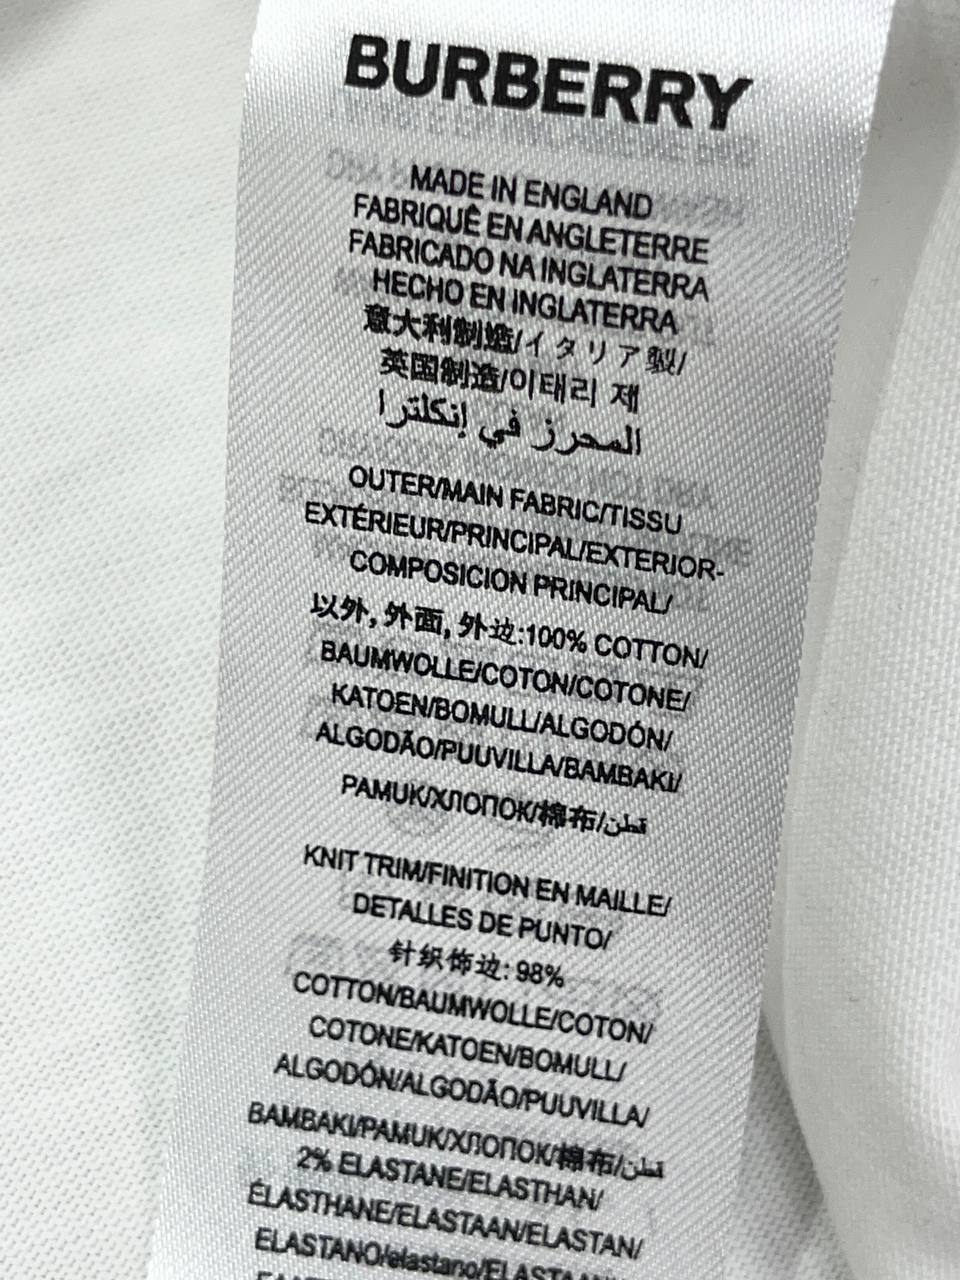 BURBERRY
MADE IN ENGLAND
FABRIQUÊ EN ANGLETERRE
FABRICADO NA INGLATERRA
HECHO EN INGLATERRA
意大利制造/イタリア製/
英国制造/이태리 제
المحرز في إنكلترا
OUTER/MAIN FABRIC/TISSU
EXTÉRIEUR/PRINCIPAL/EXTERIOR-
COMPOSICION PRINCIPAL/
以外, 外面, 外边:100% COTTON/
BAUMWOLLE/COTON/COTONE/
KATOEN/BOMULL/ALGODÓN/
ALGODÃO/PUUVILLA/BAMBAKI/
PAMUK/ХЛОПОК/棉布/قطن
KNIT TRIM/FINITION EN MAILLE/
DETALLES DE PUNTO/
针织饰边: 98%
COTTON/BAUMWOLLE/COTON/
COTONE/KATOEN/BOMULL/
ALGODÓN/ALGODÃO/PUUVILLA/
BAMBAKI/PAMUK/ХЛОПОК/棉布/قطن
2% ELASTANE/ELASTHAN/
ÉLASTHANE/ELASTAAN/ELASTAN/
ELASTANO/elastano/ELASTAN/